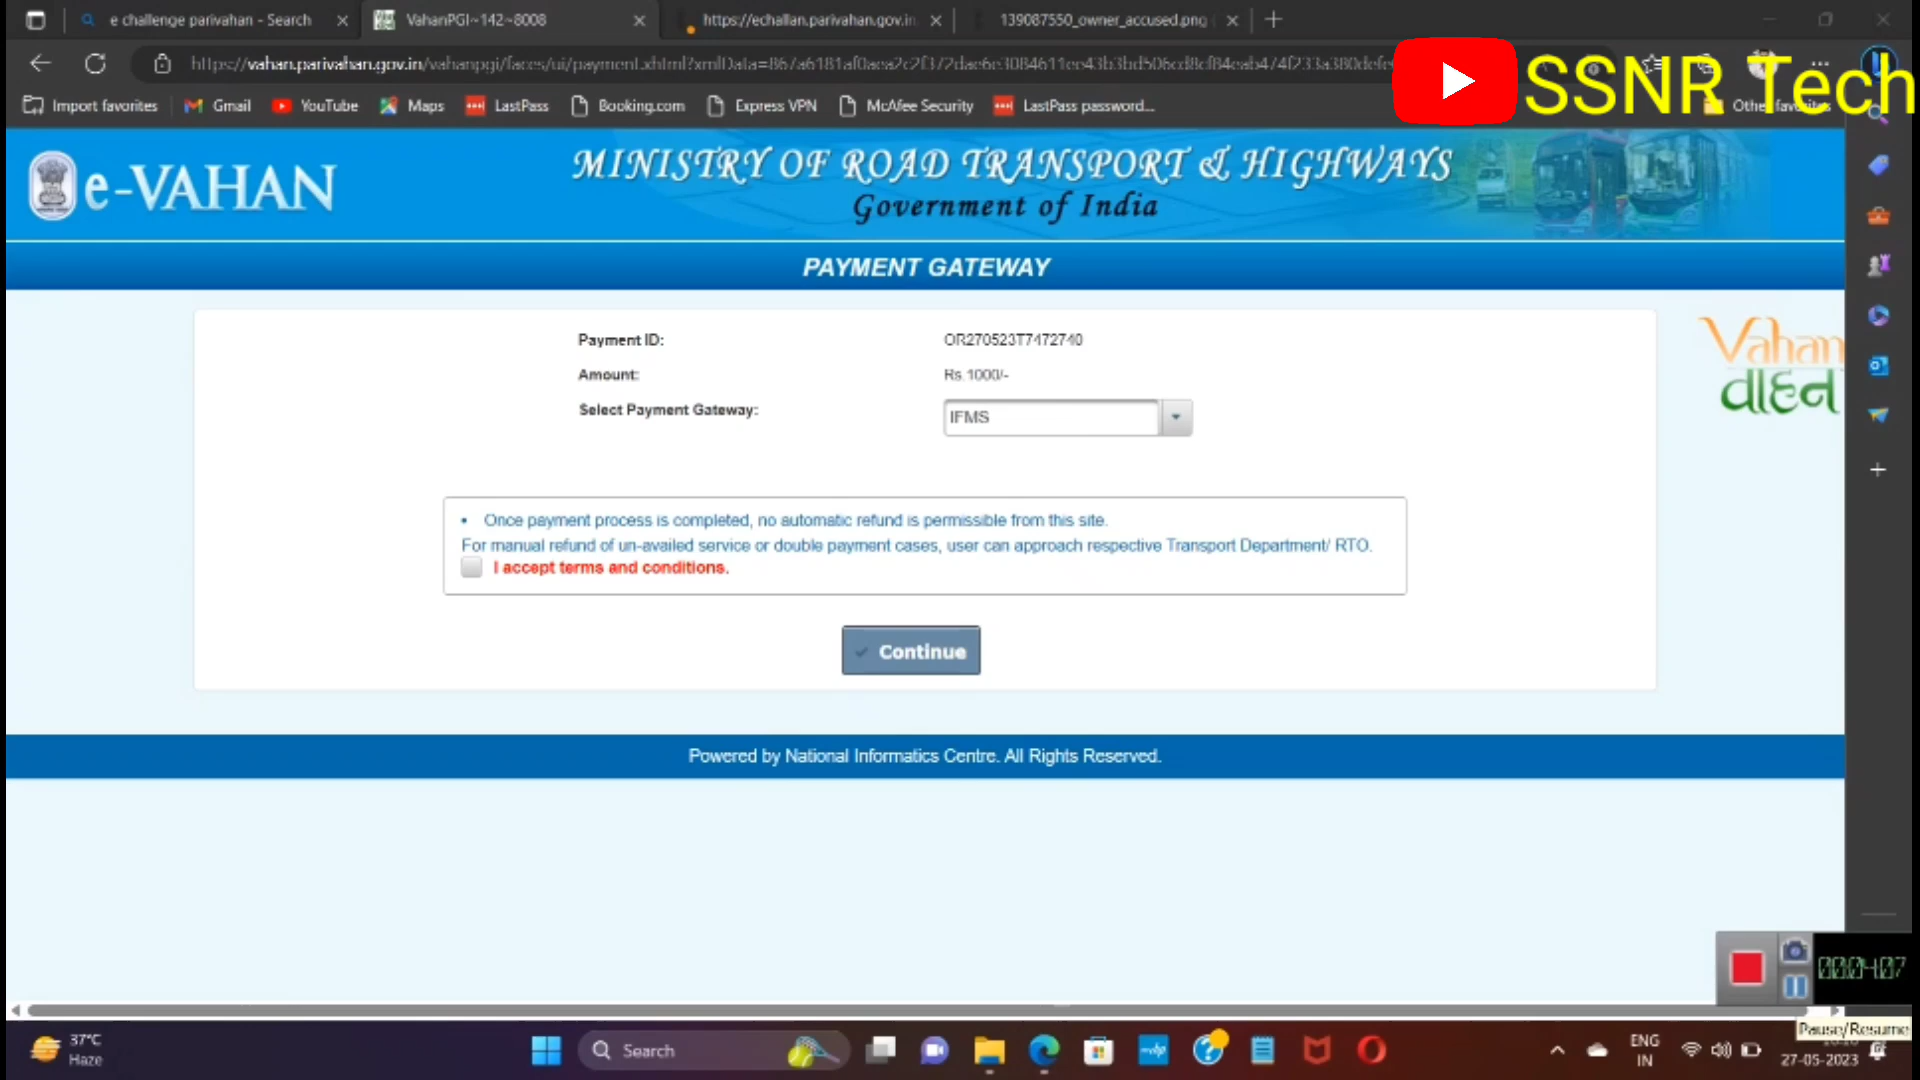 e challenge parivahan - Search
VahanPGI~142~8008
https://echallan.parivahan.gov.in
139087550_owner_accused.png
SSNR Tech
Import favorites
Gmail
YouTube
Maps
LastPass
Booking.com
Express VPN
McAfee Security
LastPass password...
e-VAHAN
MINISTRY OF ROAD TRANSPORT & HIGHWAYS
Government of India
PAYMENT GATEWAY
Payment ID:
OR270523T7472740
Amount:
Rs.1000/-
Select Payment Gateway:
IFMS
Vahan
વાહન
• Once payment process is completed, no automatic refund is permissible from this site.
For manual refund of un-availed service or double payment cases, user can approach respective Transport Department/ RTO.
I accept terms and conditions.
Continue
Powered by National Informatics Centre. All Rights Reserved.
Pause/Resume
37°C
Haze
Search
ENG
IN
27-05-2023